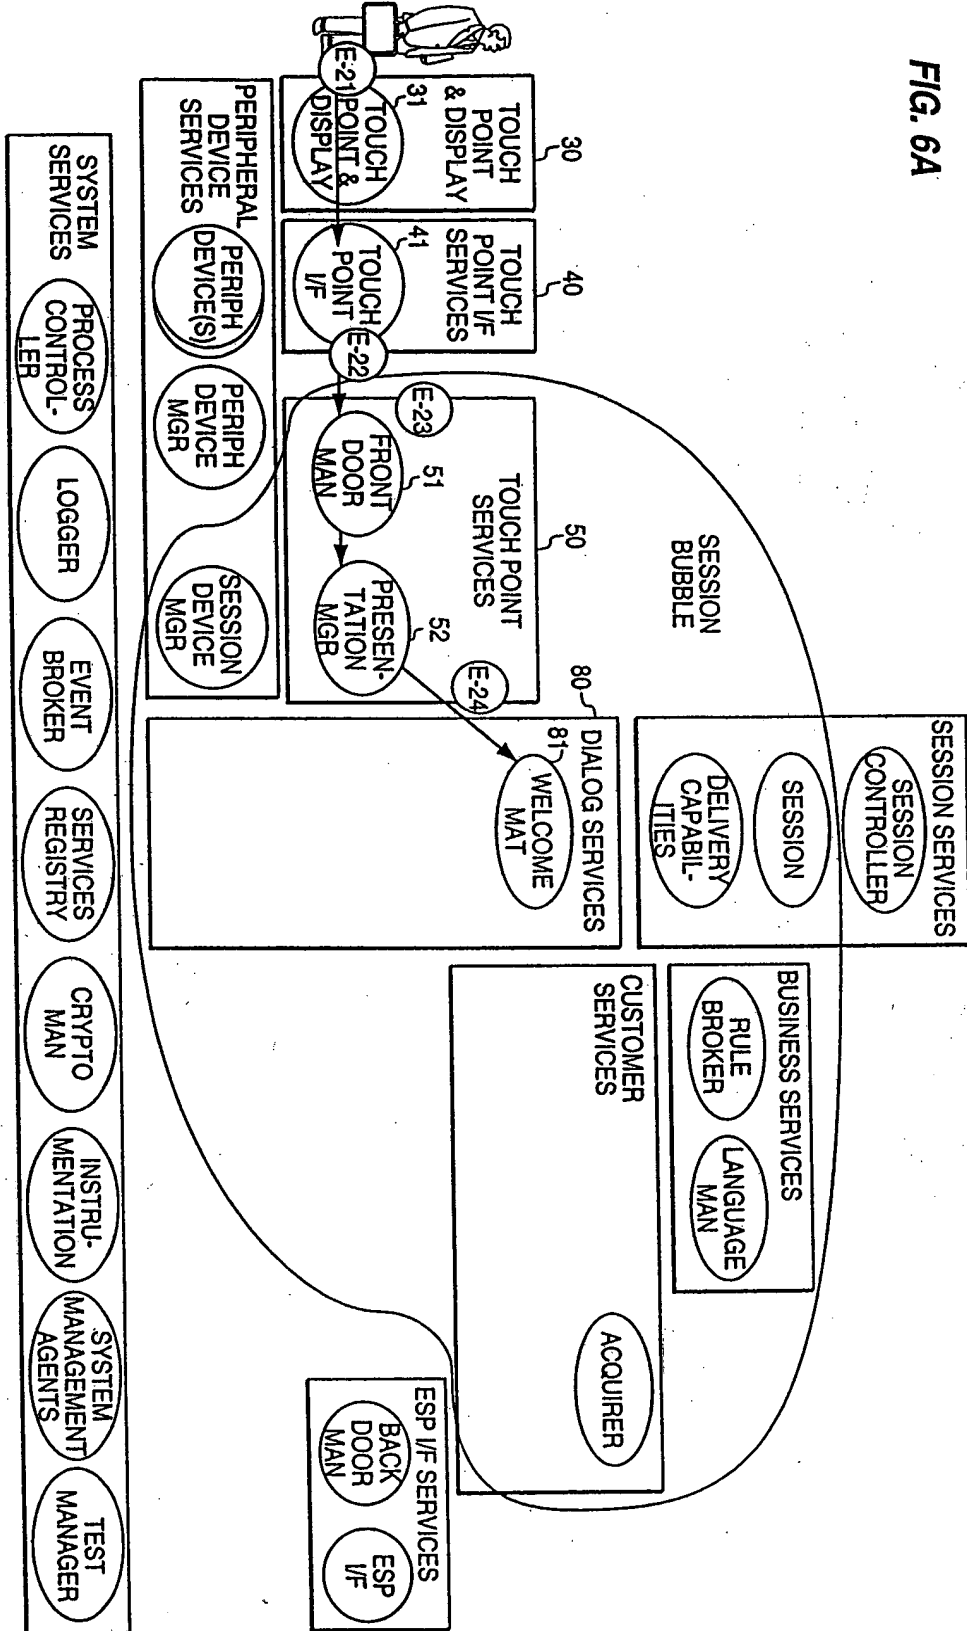 FIG. 6A
SESSION SERVICES
SESSION
CONTROLLER
SESSION
DELIVERY
CAPABIL-
ITIES
SESSION
BUBBLE
BUSINESS SERVICES
RULE
BROKER
LANGUAGE
MAN
30
TOUCH
POINT
& DISPLAY
31
TOUCH
POINT &
DISPLAY
E-21
40
TOUCH
POINT I/F
SERVICES
41
TOUCH
POINT
I/F
E-22
50
TOUCH POINT
SERVICES
E-23
51
FRONT
DOOR
MAN
52
PRESEN-
TATION
MGR
E-24
80
DIALOG SERVICES
81
WELCOME
MAT
CUSTOMER
SERVICES
ACQUIRER
ESP I/F SERVICES
BACK
DOOR
MAN
ESP
I/F
PERIPHERAL
DEVICE
SERVICES
PERIPH
DEVICE(S)
PERIPH
DEVICE
MGR
SESSION
DEVICE
MGR
SYSTEM
SERVICES
PROCESS
CONTROL-
LER
LOGGER
EVENT
BROKER
SERVICES
REGISTRY
CRYPTO
MAN
INSTRU-
MENTATION
SYSTEM
MANAGEMENT
AGENTS
TEST
MANAGER